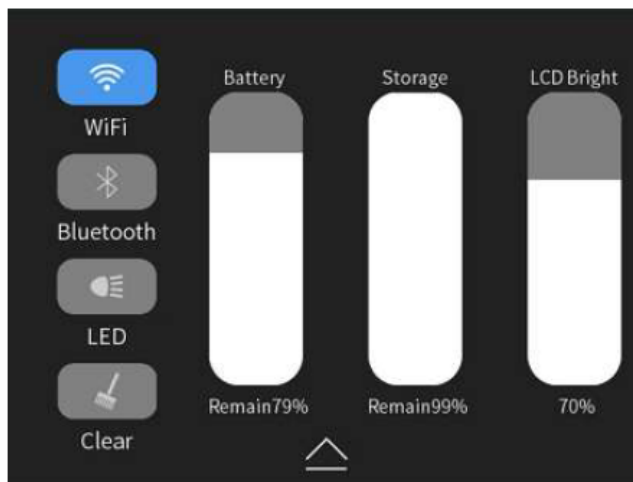 WiFi
Bluetooth
LED
Clear
Battery
Remain79%
Storage
Remain99%
LCD Bright
70%